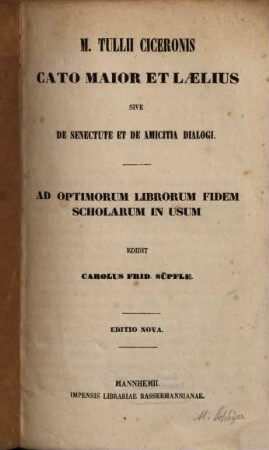 M. TULLII CICERONIS
CATO MAIOR ET LÆLIUS
SIVE
DE SENECTUTE ET DE AMICITIA DIALOGI.
AD OPTIMORUM LIBRORUM FIDEM
SCHOLARUM IN USUM
EDIDIT
CAROLUS FRID. SÜPFLE.
EDITIO NOVA.
MANNHEMII.
IMPENSIS LIBRARIAE BASSERMANNIANAE.